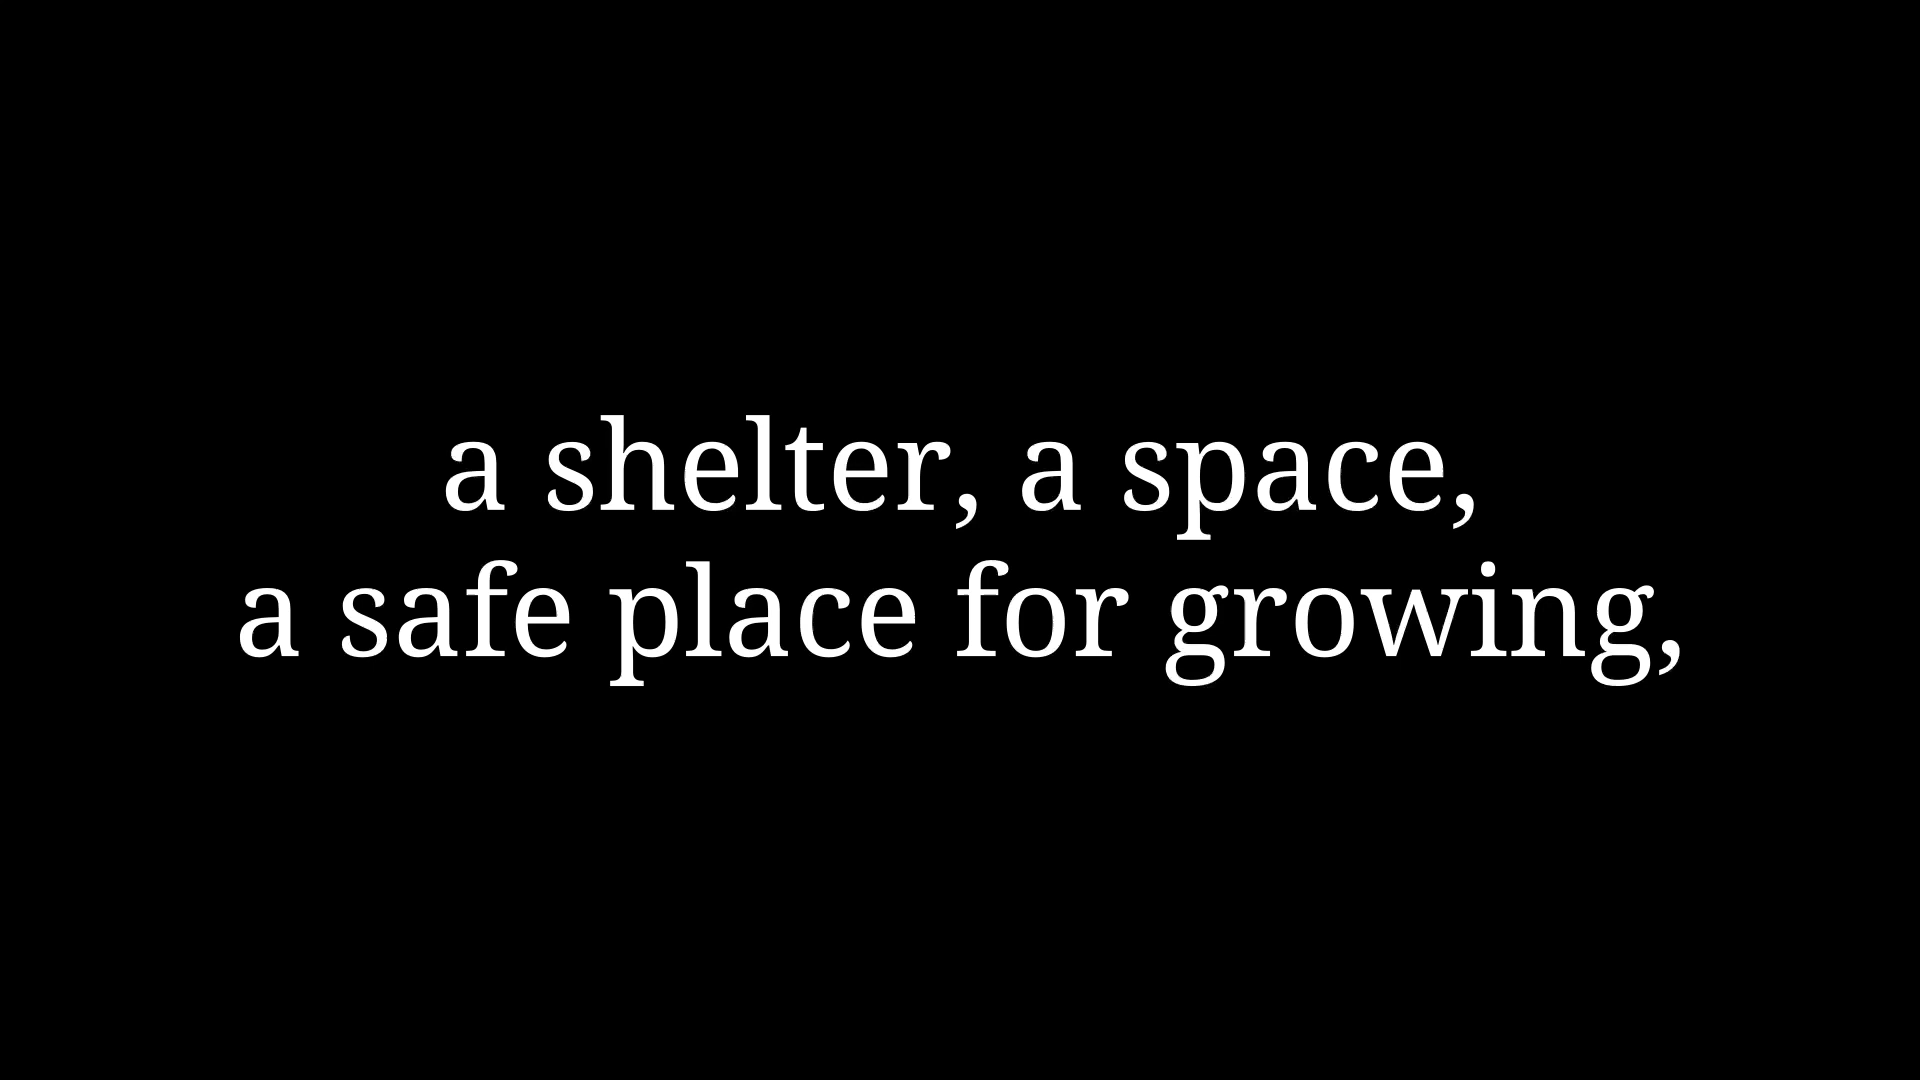 a shelter, a space,
a safe place for growing,